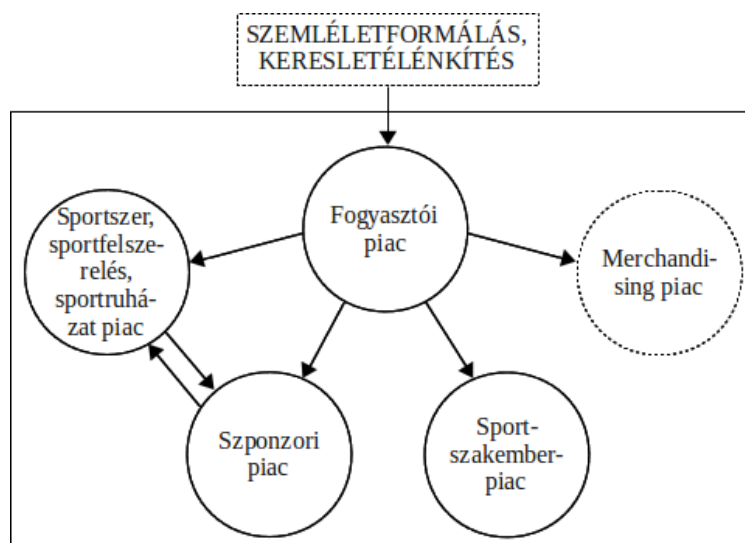 SZEMLÉLETFORMÁLÁS,
KERESLETÉLÉNKÍTÉS
Fogyasztói
piac
Sportszer,
sportfelsze-
relés,
sportruhá-
zat piac
Merchandi-
sing piac
Szponzori
piac
Sport-
szakember-
piac